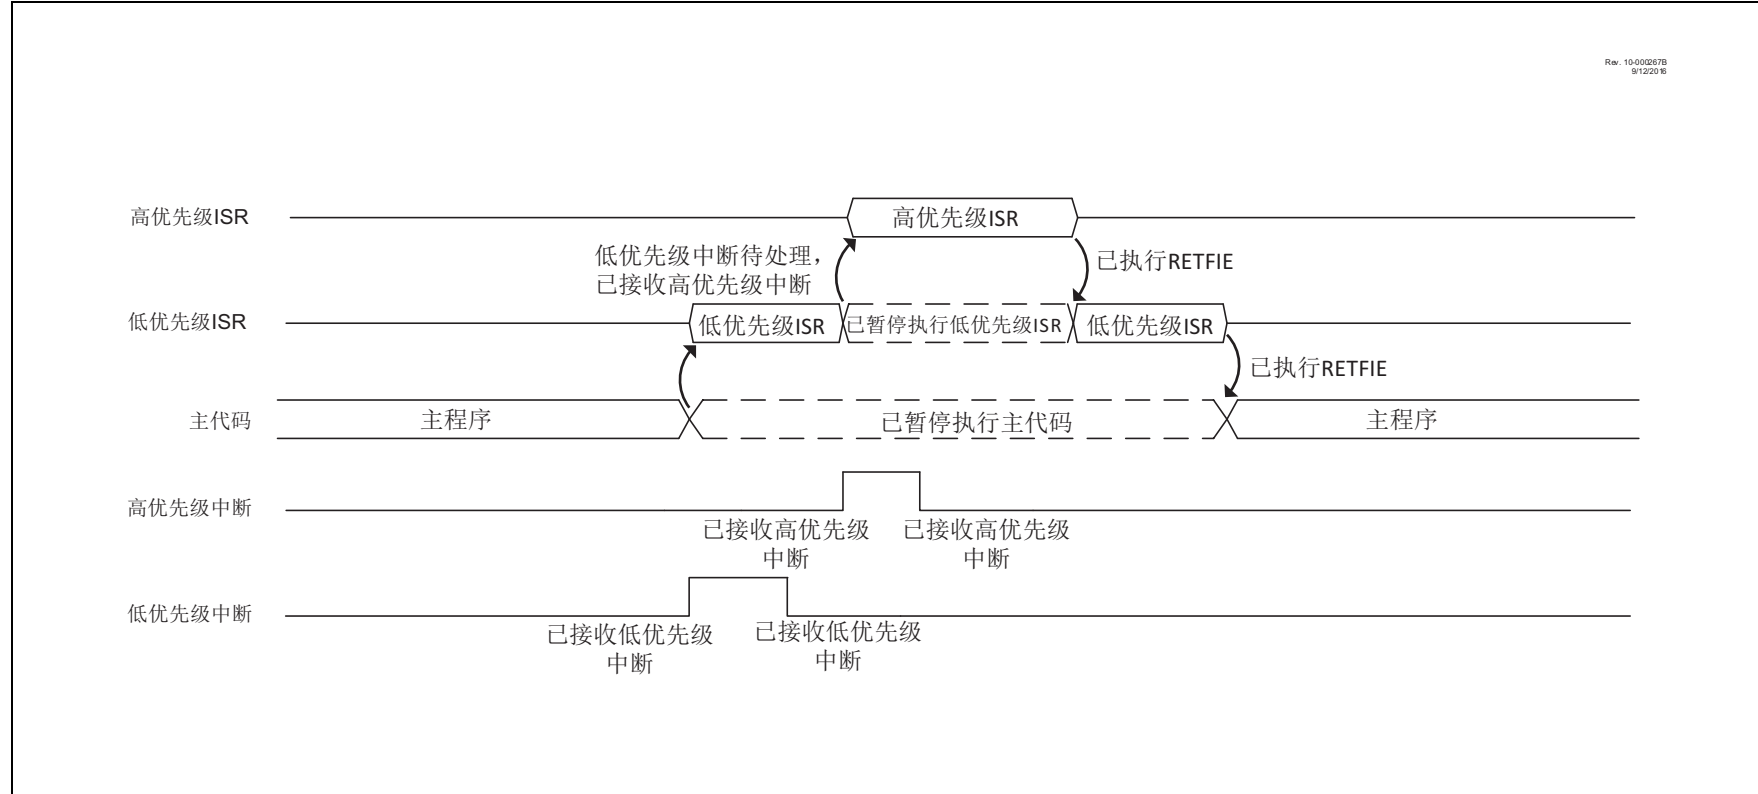 Rev. 10-000267B
9/12/2016
高优先级ISR
高优先级ISR
低优先级中断待处理，
已接收高优先级中断
已执行RETFIE
低优先级ISR
低优先级ISR
已暂停执行低优先级ISR
低优先级ISR
已执行RETFIE
主代码
主程序
已暂停执行主代码
主程序
高优先级中断
已接收高优先级
中断
已接收高优先级
中断
低优先级中断
已接收低优先级
中断
已接收低优先级
中断